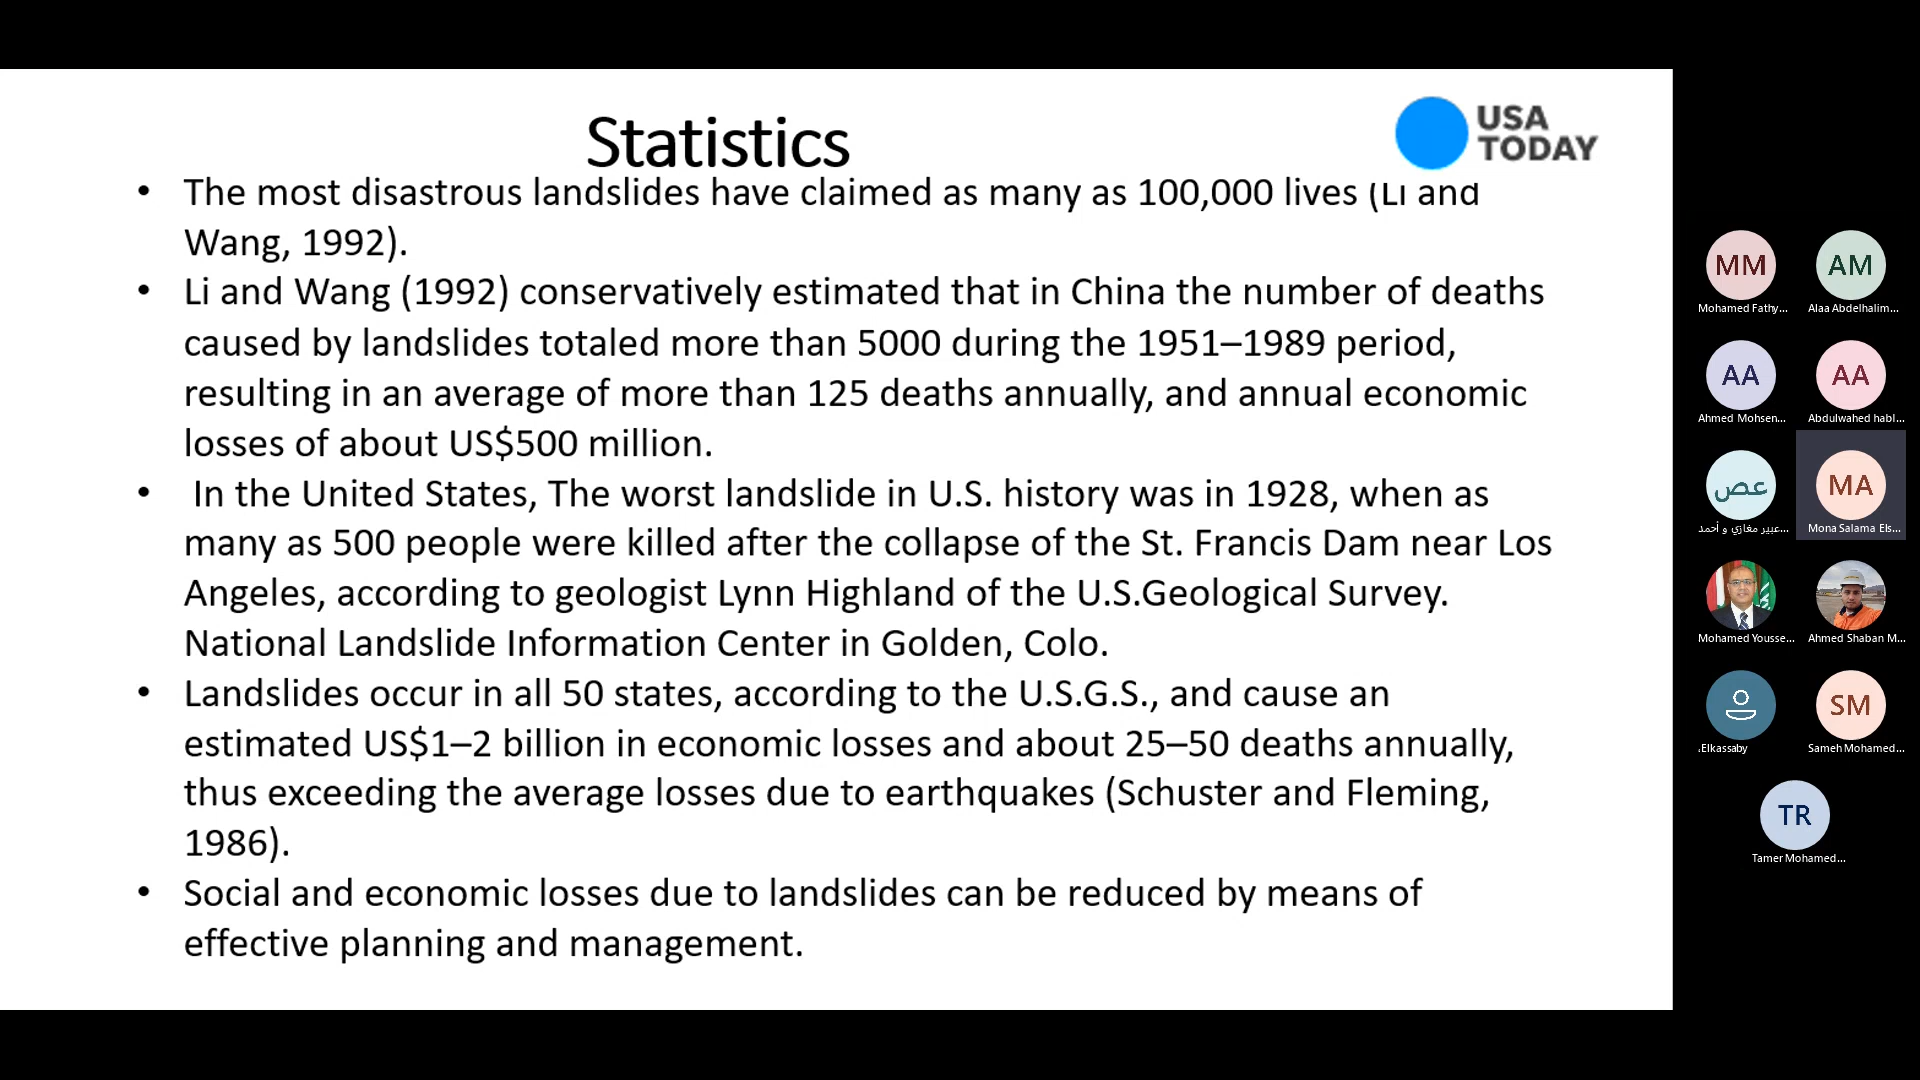 Statistics
USA
TODAY
• The most disastrous landslides have claimed as many as 100,000 lives (Li and
Wang, 1992).
• Li and Wang (1992) conservatively estimated that in China the number of deaths
caused by landslides totaled more than 5000 during the 1951–1989 period,
resulting in an average of more than 125 deaths annually, and annual economic
losses of about US$500 million.
• In the United States, The worst landslide in U.S. history was in 1928, when as
many as 500 people were killed after the collapse of the St. Francis Dam near Los
Angeles, according to geologist Lynn Highland of the U.S.Geological Survey.
National Landslide Information Center in Golden, Colo.
• Landslides occur in all 50 states, according to the U.S.G.S., and cause an
estimated US$1–2 billion in economic losses and about 25–50 deaths annually,
thus exceeding the average losses due to earthquakes (Schuster and Fleming,
1986).
• Social and economic losses due to landslides can be reduced by means of
effective planning and management.
MM
Mohamed Fathy...
AM
Alaa Abdelhalim...
AA
Ahmed Mohsen...
AA
Abdulwahed habl...
عص
عبير مغازي و أحمد...
MA
Mona Salama Els...
Mohamed Yousse...
Ahmed Shaban M...
.Elkassaby
SM
Sameh Mohamed...
TR
Tamer Mohamed...